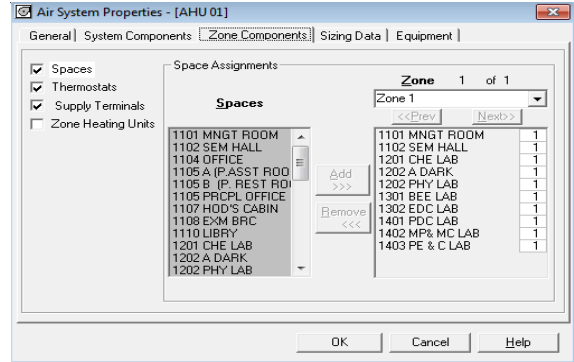 Air System Properties - [AHU 01]
General System Components Zone Components Sizing Data Equipment
Spaces
Thermostats
Supply Terminals
Zone Heating Units
Space Assignments
Spaces
1101 MNGT ROOM
1102 SEM HALL
1104 OFFICE
1105 A (P.ASST ROO
1105 B (P. REST RO
1105 PRCPL OFFICE
1107 HOD'S CABIN
1108 EXM BRC
1110 LIBRY
1201 CHE LAB
1202 A DARK
1202 PHY LAB
Add
>>>
Remove
<<<
Zone 1 of 1
Zone 1
<<Prev Next>>
1101 MNGT ROOM 1
1102 SEM HALL 1
1201 CHE LAB 1
1202 A DARK 1
1202 PHY LAB 1
1301 BEE LAB 1
1302 EDC LAB 1
1401 PDC LAB 1
1402 MP& MC LAB 1
1403 PE & C LAB 1
OK Cancel Help